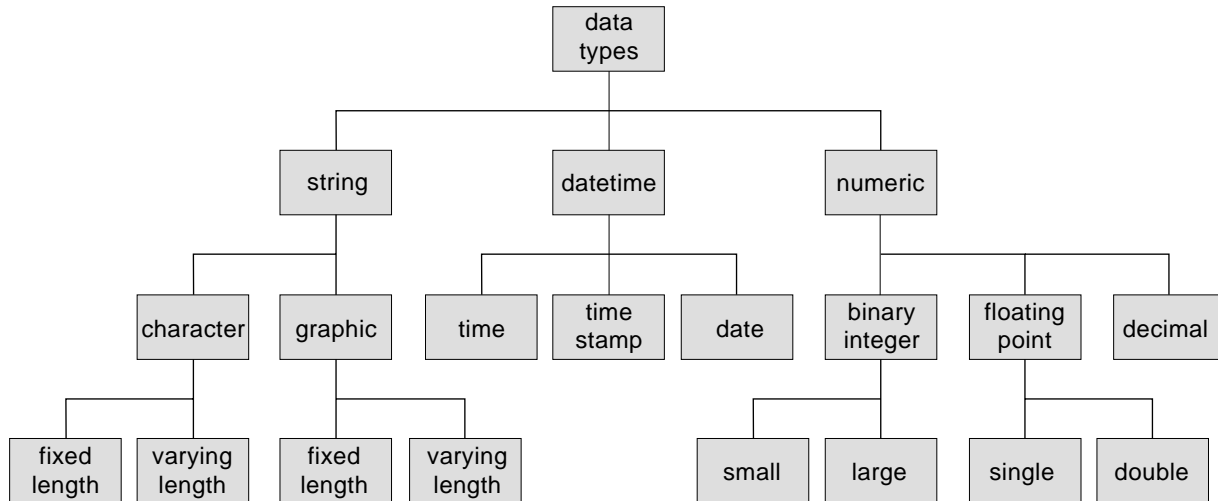 data
types
string
datetime
numeric
character
graphic
time
time
stamp
date
binary
integer
floating
point
decimal
fixed
length
varying
length
fixed
length
varying
length
small
large
single
double